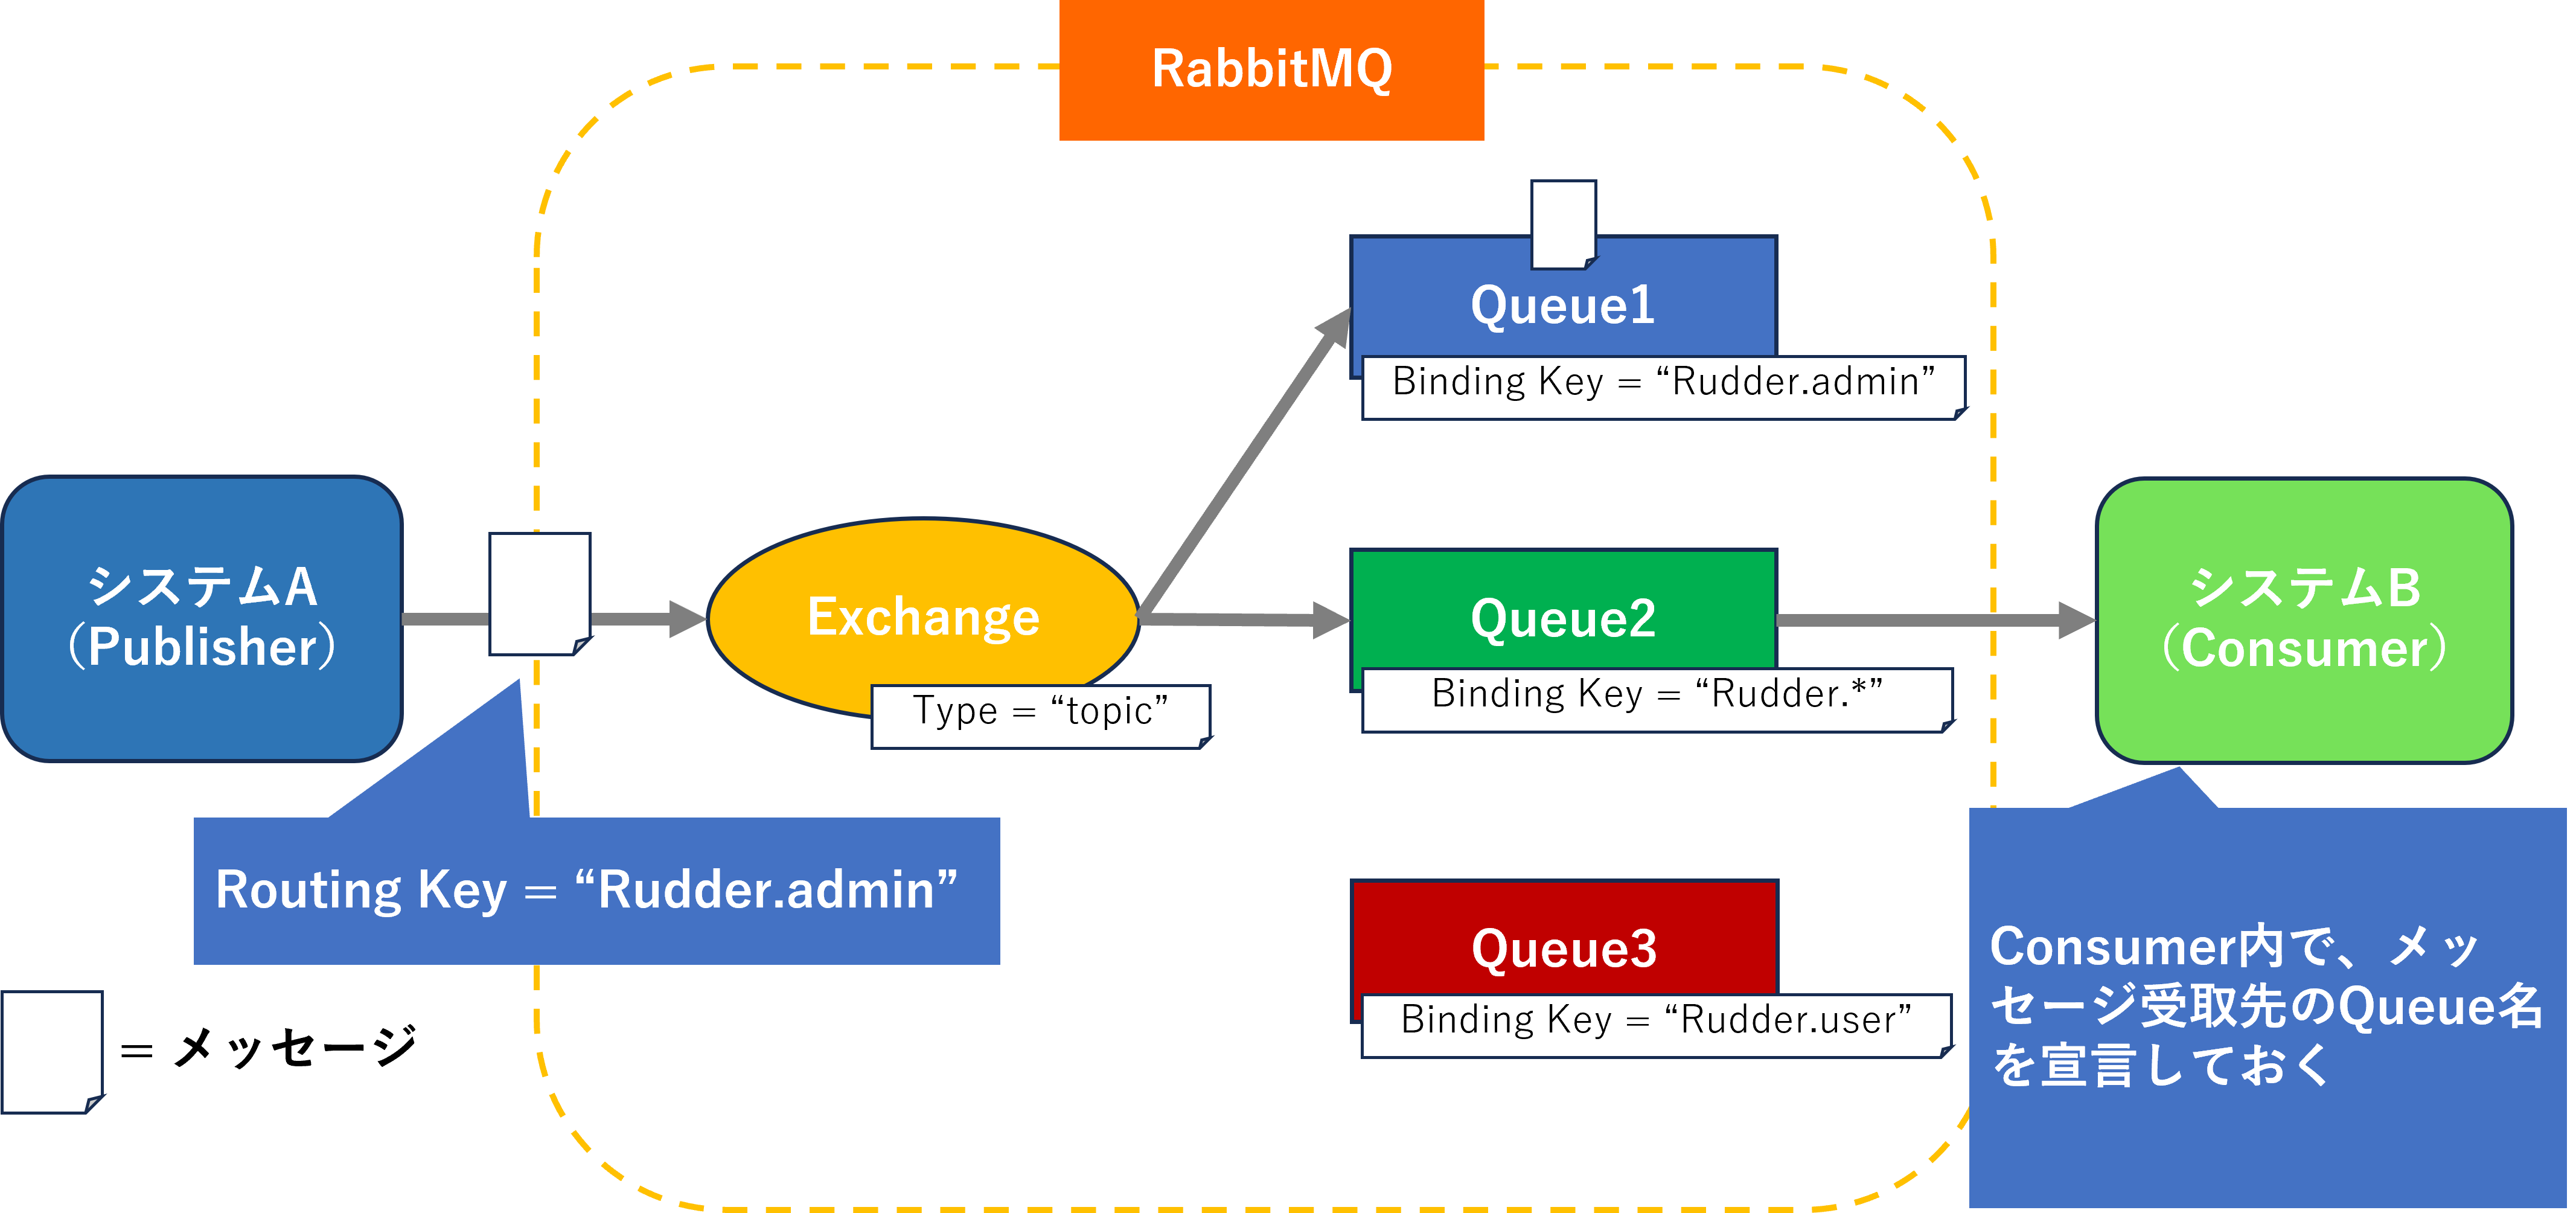 RabbitMQ
Queue1
Binding Key = “Rudder.admin”
システムA
（Publisher）
Exchange
Type = “topic”
Queue2
Binding Key = “Rudder.*”
システムB
（Consumer）
Routing Key = “Rudder.admin”
Queue3
Binding Key = “Rudder.user”
Consumer内で、メッ
セージ受取先のQueue名
を宣言しておく
= メッセージ